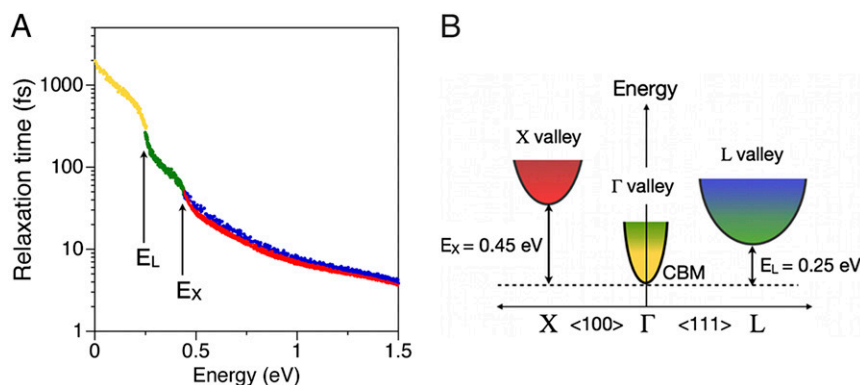 A
Relaxation time (fs)
1000
100
10
1
E_L
E_X
0
0.5
1
1.5
Energy (eV)
B
Energy
X valley
L valley
Γ valley
E_X = 0.45 eV
CBM
E_L = 0.25 eV
X <100> Γ <111> L